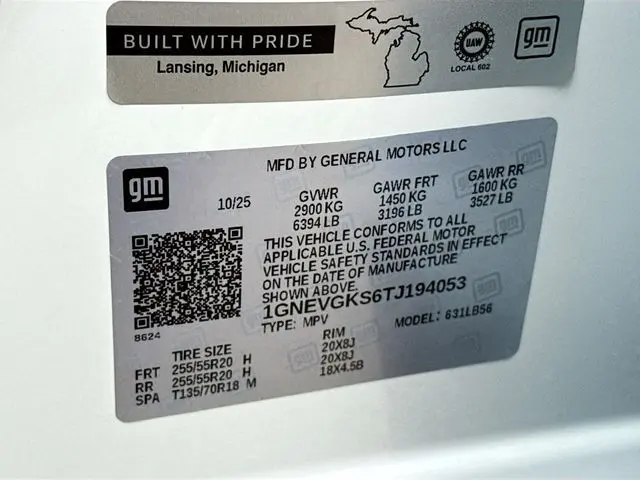 BUILT WITH PRIDE
Lansing, Michigan
UAW
LOCAL 602
gm
gm
MFD BY GENERAL MOTORS LLC
10/25
GVWR
2900 KG
6394 LB
GAWR FRT
1450 KG
3196 LB
GAWR RR
1600 KG
3527 LB
THIS VEHICLE CONFORMS TO ALL
APPLICABLE U.S. FEDERAL MOTOR
VEHICLE SAFETY STANDARDS IN EFFECT
ON THE DATE OF MANUFACTURE
SHOWN ABOVE.
1GNEVGKS6TJ194053
TYPE: MPV MODEL: 631LB56
8624
TIRE SIZE RIM
FRT 255/55R20 H 20X8J
RR 255/55R20 H 20X8J
SPA T135/70R18 M 18X4.5B